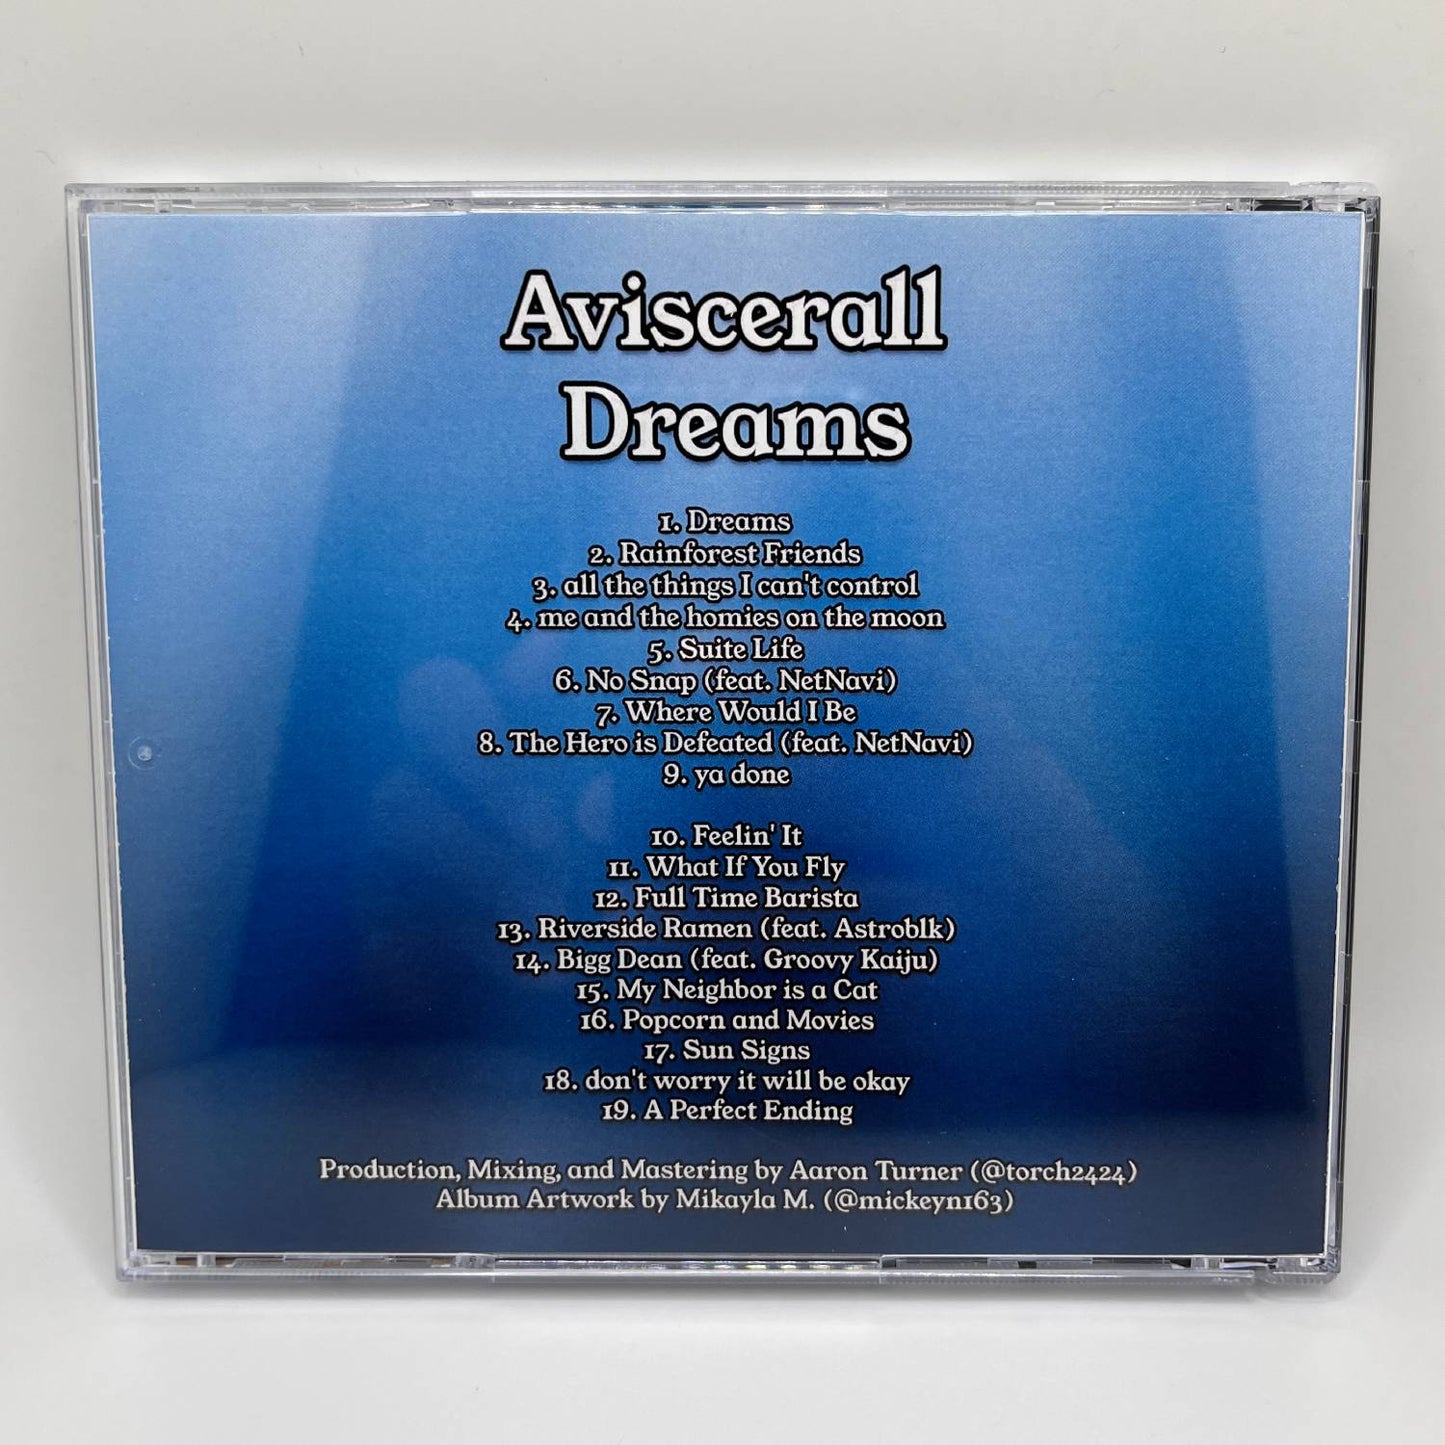 Aviscerall
Dreams
1. Dreams
2. Rainforest Friends
3. all the things I can't control
4. me and the homies on the moon
5. Suite Life
6. No Snap (feat. NetNavi)
7. Where Would I Be
8. The Hero is Defeated (feat. NetNavi)
9. ya done
10. Feelin' It
11. What If You Fly
12. Full Time Barista
13. Riverside Ramen (feat. Astroblk)
14. Bigg Dean (feat. Groovy Kaiju)
15. My Neighbor is a Cat
16. Popcorn and Movies
17. Sun Signs
18. don't worry it will be okay
19. A Perfect Ending
Production, Mixing, and Mastering by Aaron Turner (@torch2424)
Album Artwork by Mikayla M. (@mickeyn163)